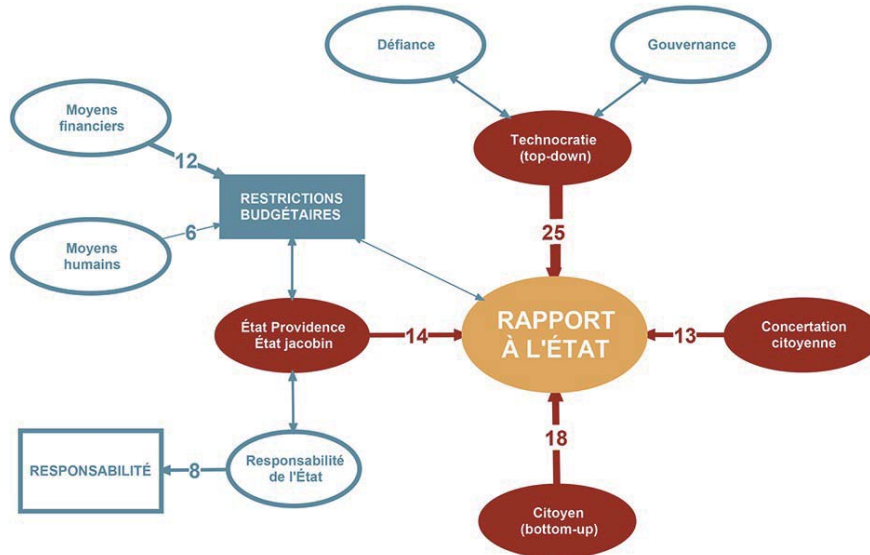 Défiance
Gouvernance
Moyens
financiers
Technocratie
(top-down)
12
RESTRICTIONS
BUDGÉTAIRES
6
Moyens
humains
25
État Providence
État jacobin
14
RAPPORT
À L'ÉTAT
13
Concertation
citoyenne
18
RESPONSABILITÉ
8
Responsabilité
de l'État
Citoyen
(bottom-up)